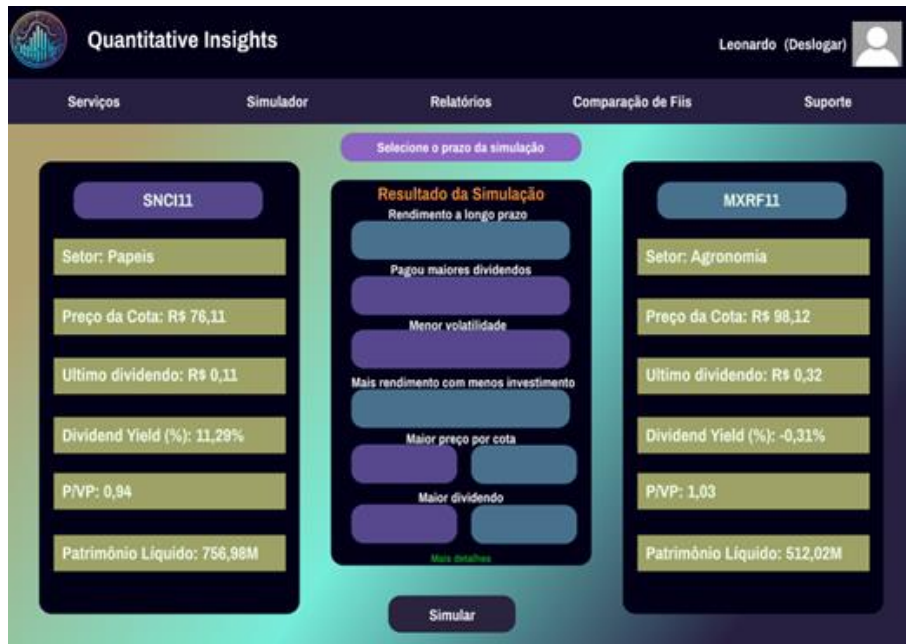 Quantitative Insights
Leonardo (Deslogar)
Serviços
Simulador
Relatórios
Comparação de Fiis
Suporte
Selecione o prazo da simulação
SNCI11
Setor: Papeis
Preço da Cota: R$ 76,11
Ultimo dividendo: R$ 0,11
Dividend Yield (%): 11,29%
P/VP: 0,94
Patrimônio Líquido: 756,98M
Resultado da Simulação
Rendimento a longo prazo
Pagou maiores dividendos
Menor volatilidade
Mais rendimento com menos investimento
Maior preço por cota
Maior dividendo
Mais detalhes
MXRF11
Setor: Agronomia
Preço da Cota: R$ 98,12
Ultimo dividendo: R$ 0,32
Dividend Yield (%): -0,31%
P/VP: 1,03
Patrimônio Líquido: 512,02M
Simular